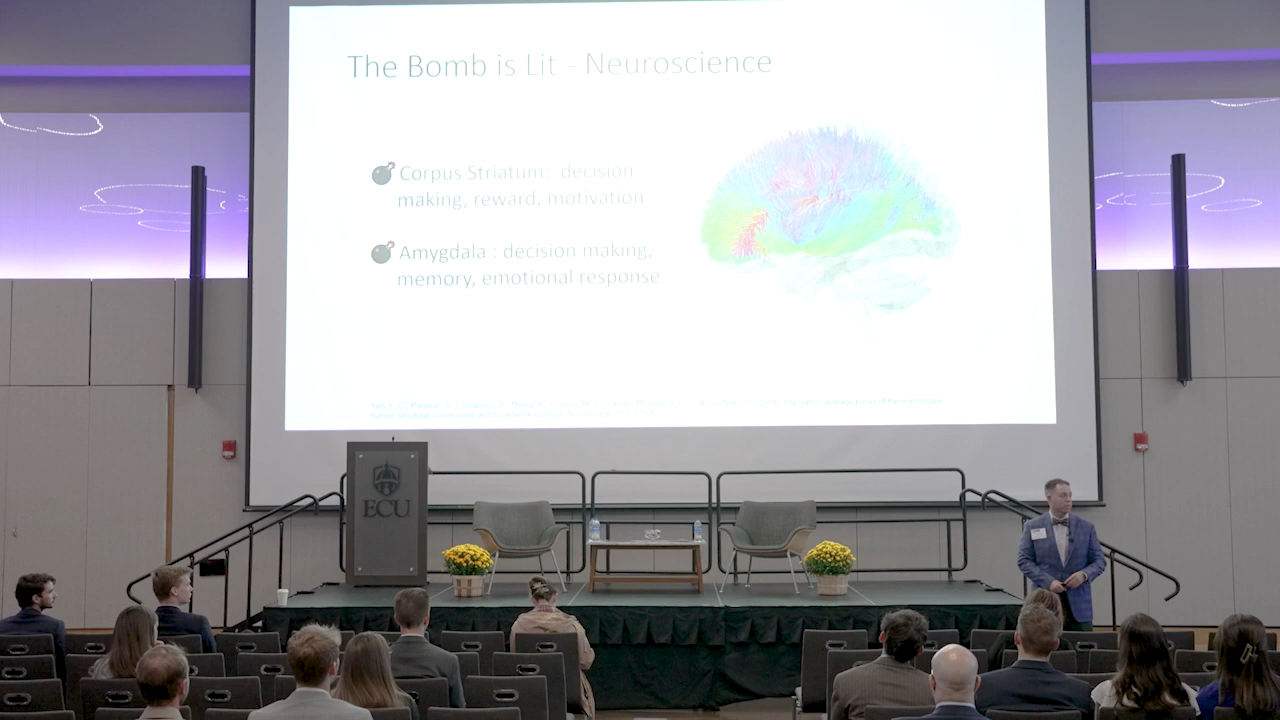 The Bomb is Lit - Neuroscience
Corpus Striatum: decision
making, reward, motivation
Amygdala : decision making,
memory, emotional response
ECU